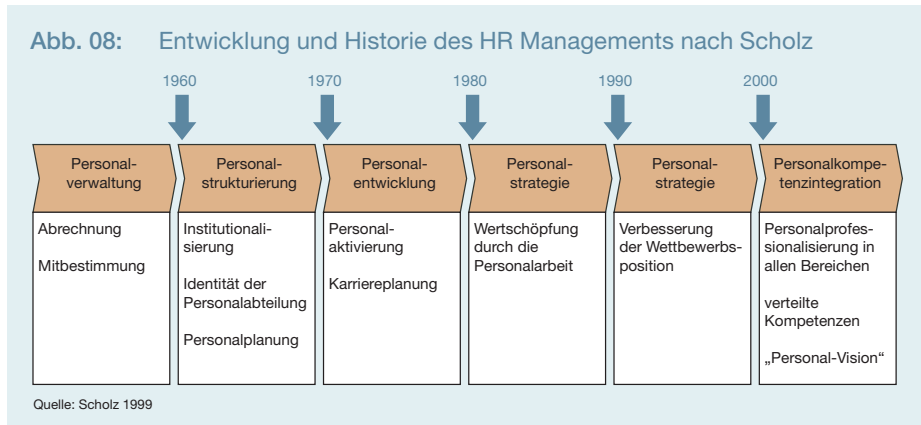 Abb. 08: Entwicklung und Historie des HR Managements nach Scholz
1960 1970 1980 1990 2000
Personal-
verwaltung
Personal-
strukturierung
Personal-
entwicklung
Personal-
strategie
Personal-
strategie
Personalkompe-
tenzintegration
Abrechnung
Mitbestimmung
Institutionali-
sierung
Identität der
Personalabteilung
Personalplanung
Personal-
aktivierung
Karriereplanung
Wertschöpfung
durch die
Personalarbeit
Verbesserung
der Wettbewerbs-
position
Personalprofes-
sionalisierung in
allen Bereichen
verteilte
Kompetenzen
„Personal-Vision“
Quelle: Scholz 1999